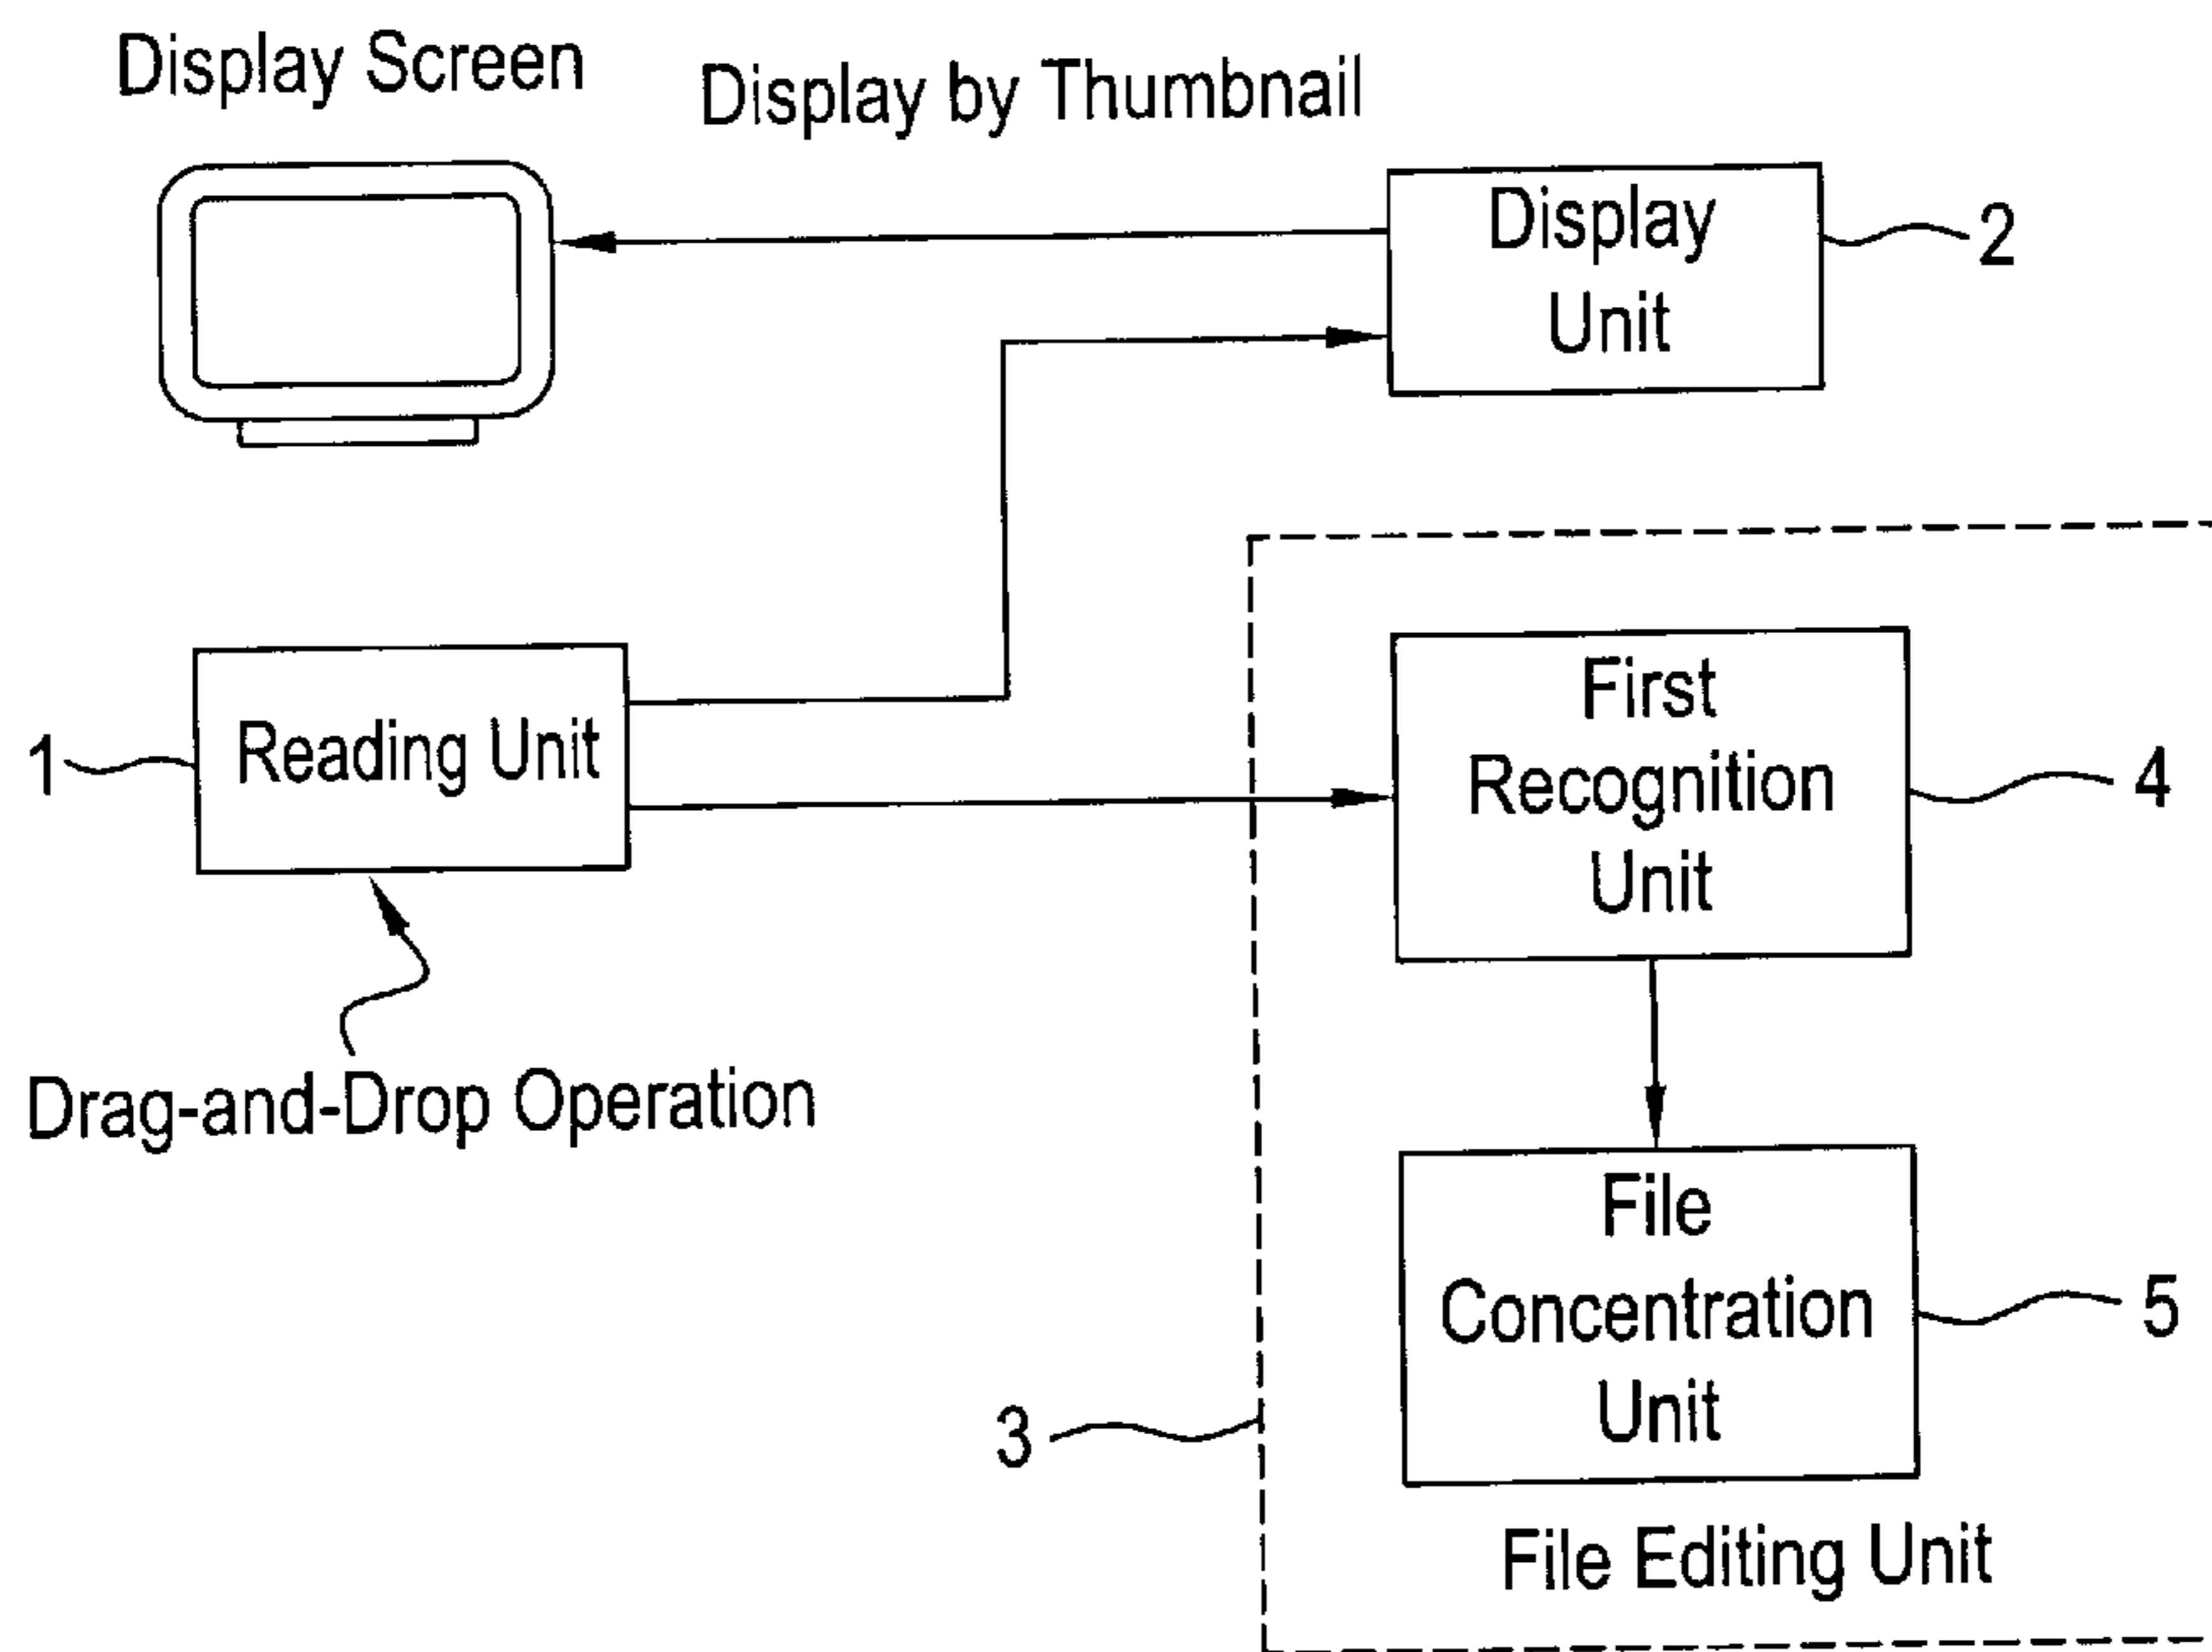 Display Screen
Display by Thumbnail
Display
Unit
2
First
Recognition
Unit
4
1
Reading Unit
Drag-and-Drop Operation
File
Concentration
Unit
5
3
File Editing Unit